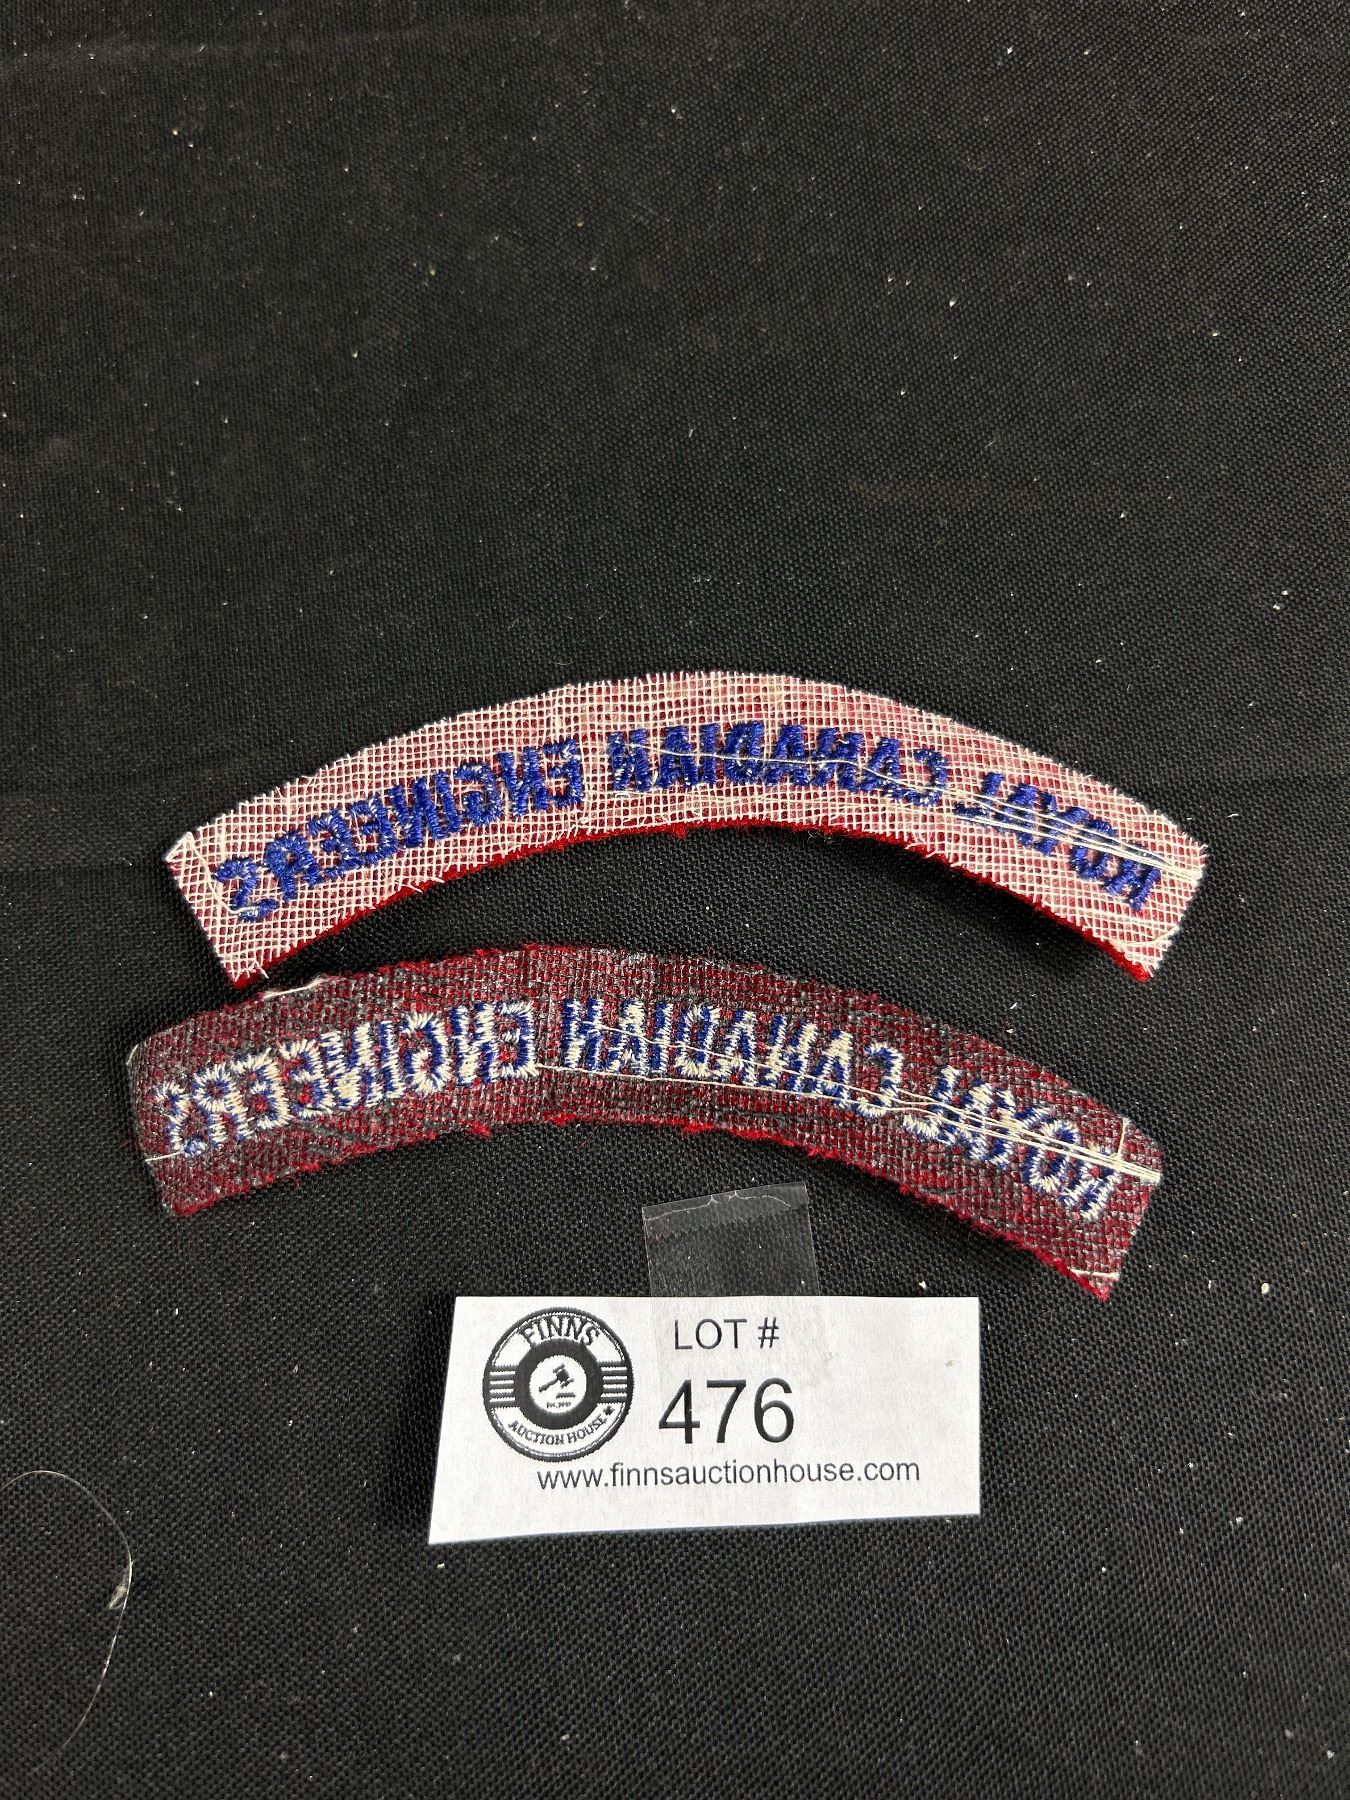 ROYAL CANADIAN ENGINEERS
ROYAL CANADIAN ENGINEERS
FINNS
AUCTION HOUSE
LOT #
476
www.finnsauctionhouse.com